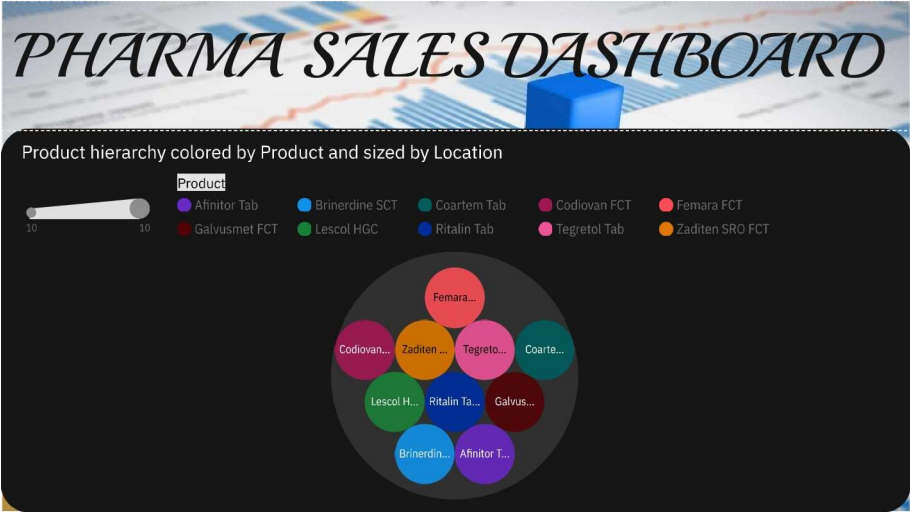 PHARMA SALES DASHBOARD
Product hierarchy colored by Product and sized by Location
Product
Afinitor Tab Brinerdine SCT Coartem Tab Codiovan FCT Femara FCT
10 10 Galvusmet FCT Lescol HGC Ritalin Tab Tegretol Tab Zaditen SRO FCT
Femara...
Codiovan... Zaditen ... Tegreto... Coarte...
Lescol H... Ritalin Ta... Galvus...
Brinerdin... Afinitor T...